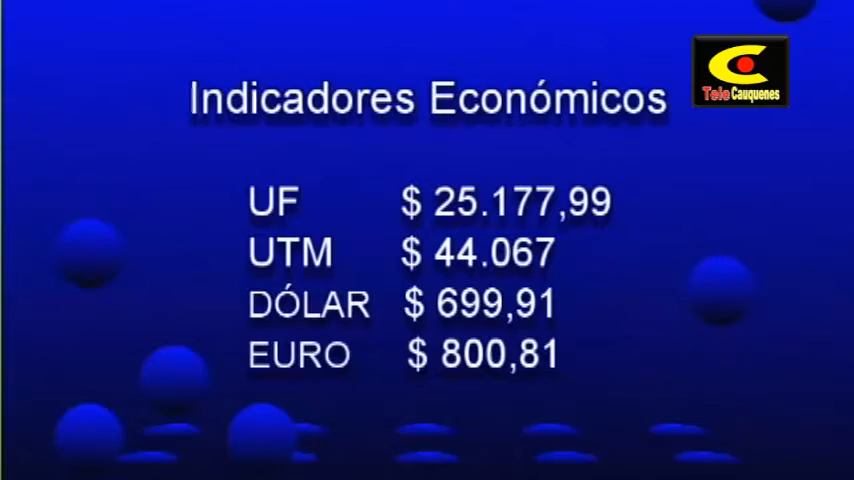 Indicadores Económicos
Tele Cauquenes
UF $ 25.177,99
UTM $ 44.067
DÓLAR $ 699,91
EURO $ 800,81